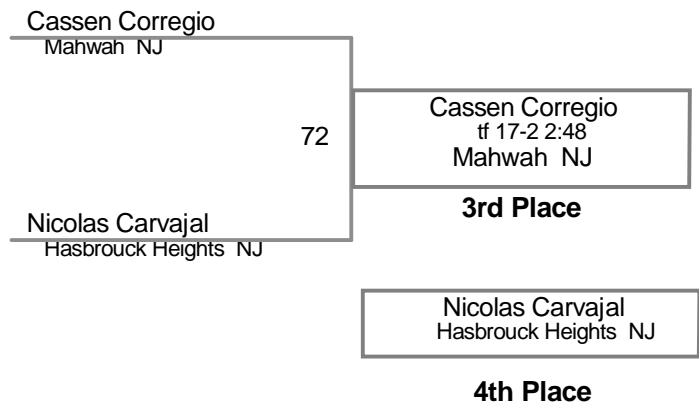 Cassen Corregio
Mahwah NJ
72
Cassen Corregio
tf 17-2 2:48
Mahwah NJ
3rd Place
Nicolas Carvajal
Hasbrouck Heights NJ
Nicolas Carvajal
Hasbrouck Heights NJ
4th Place